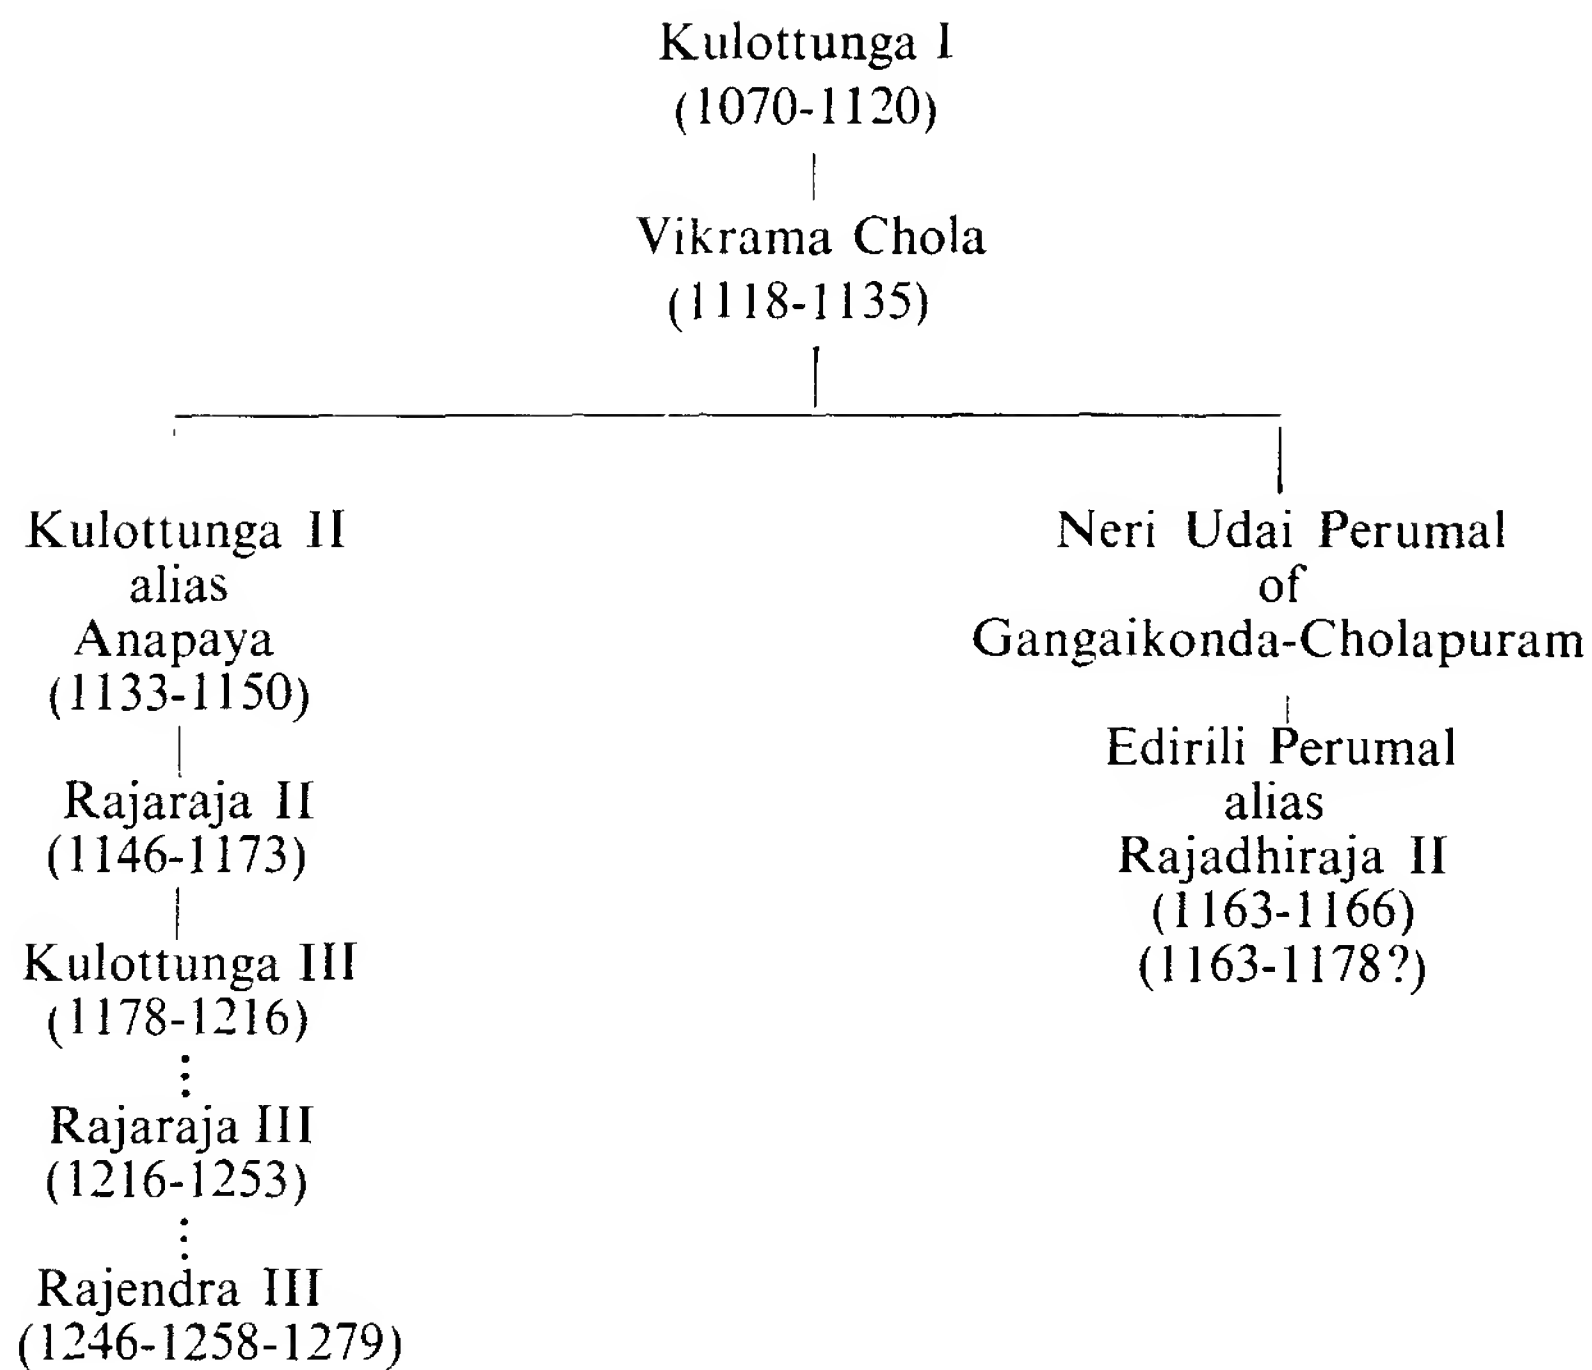 Kulottunga I
(1070-1120)
Vikrama Chola
(1118-1135)
Kulottunga II
alias
Anapaya
(1133-1150)
Rajaraja II
(1146-1173)
Kulottunga III
(1178-1216)
Rajaraja III
(1216-1253)
Rajendra III
(1246-1258-1279)
Neri Udai Perumal
of
Gangaikonda-Cholapuram
Edirili Perumal
alias
Rajadhiraja II
(1163-1166)
(1163-1178?)